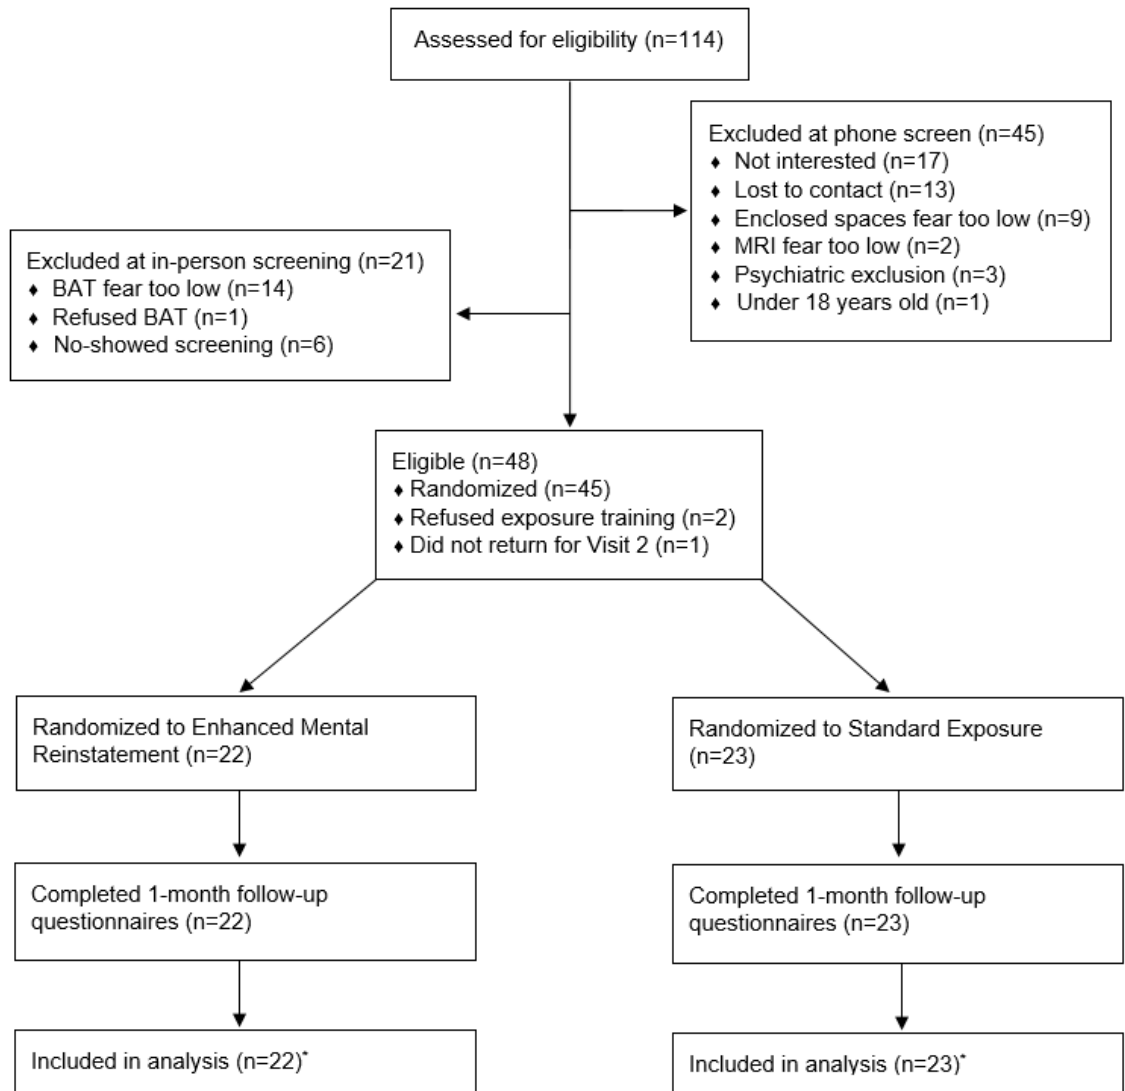 Assessed for eligibility (n=114)
Excluded at phone screen (n=45)
♦ Not interested (n=17)
♦ Lost to contact (n=13)
♦ Enclosed spaces fear too low (n=9)
♦ MRI fear too low (n=2)
♦ Psychiatric exclusion (n=3)
♦ Under 18 years old (n=1)
Excluded at in-person screening (n=21)
♦ BAT fear too low (n=14)
♦ Refused BAT (n=1)
♦ No-showed screening (n=6)
Eligible (n=48)
♦ Randomized (n=45)
♦ Refused exposure training (n=2)
♦ Did not return for Visit 2 (n=1)
Randomized to Enhanced Mental
Reinstatement (n=22)
Randomized to Standard Exposure
(n=23)
Completed 1-month follow-up
questionnaires (n=22)
Completed 1-month follow-up
questionnaires (n=23)
Included in analysis (n=22)*
Included in analysis (n=23)*